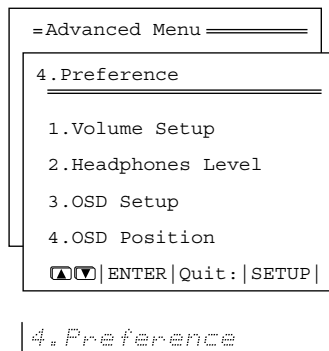 Advanced Menu
4.Preference
1.Volume Setup
2.Headphones Level
3.OSD Setup
4.OSD Position
▲▼|ENTER|Quit:|SETUP|
4.Preference